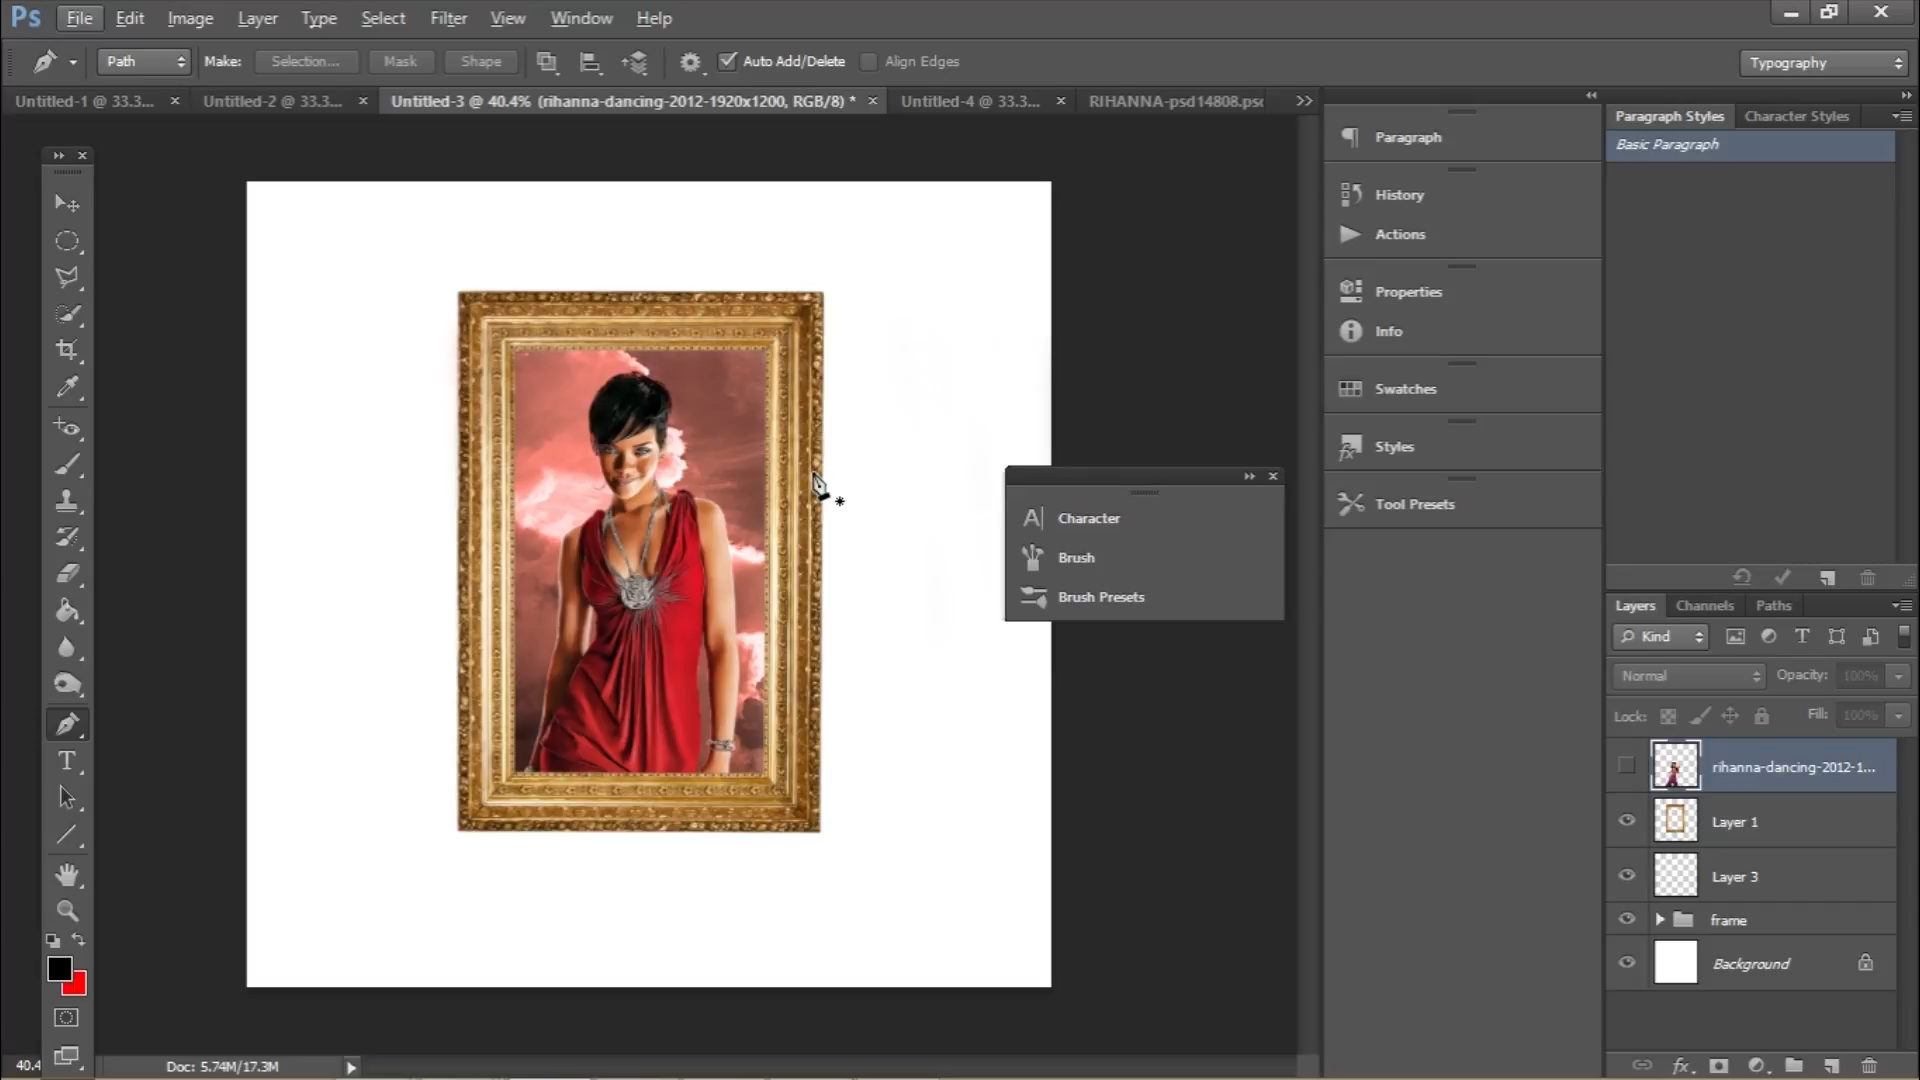 Ps File Edit Image Layer Type Select Filter View Window Help
Path Make: Selection... Mask Shape Auto Add/Delete Align Edges Typography
Untitled-1 @ 33.3... × Untitled-2 @ 33.3... × Untitled-3 @ 40.4% (rihanna-dancing-2012-1920x1200, RGB/8) * × Untitled-4 @ 33.3... × RIHANNA-psd14808.psd
Paragraph
History
Actions
Properties
Info
Swatches
Styles
Tool Presets
Character
Brush
Brush Presets
Paragraph Styles Character Styles
Basic Paragraph
Layers Channels Paths
Kind
Normal Opacity: 100%
Lock: Fill: 100%
rihanna-dancing-2012-1...
Layer 1
Layer 3
frame
Background
Doc: 5.74M/17.3M